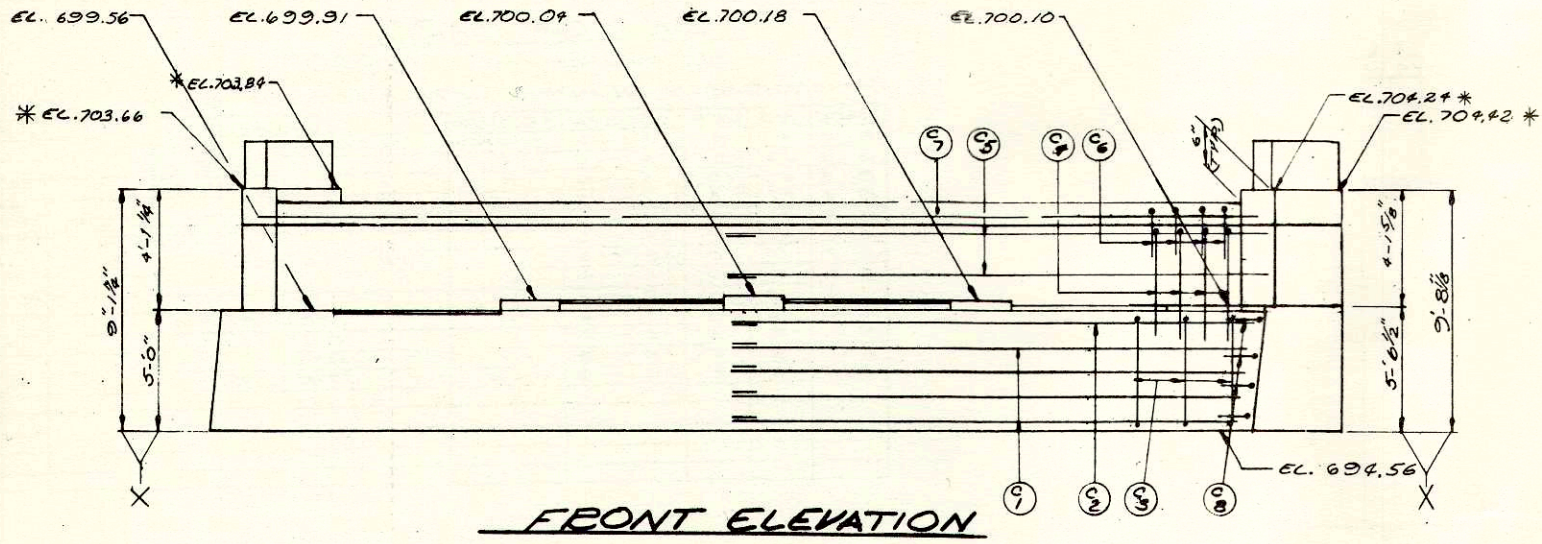 EL. 699.56
EL. 699.91
EL. 700.04
EL. 700.18
EL. 700.10
* EL. 703.84
* EL. 703.66
EL. 704.24 *
EL. 704.42 *
6"
(TYP.)
C7
C5
C4
C6
4'-1 1/4"
9'-1 1/4"
5'-0"
4'-1 5/8"
9'-8 1/8"
5'-6 1/2"
EL. 694.56
X
C1
C2
C3
C8
X
FRONT ELEVATION